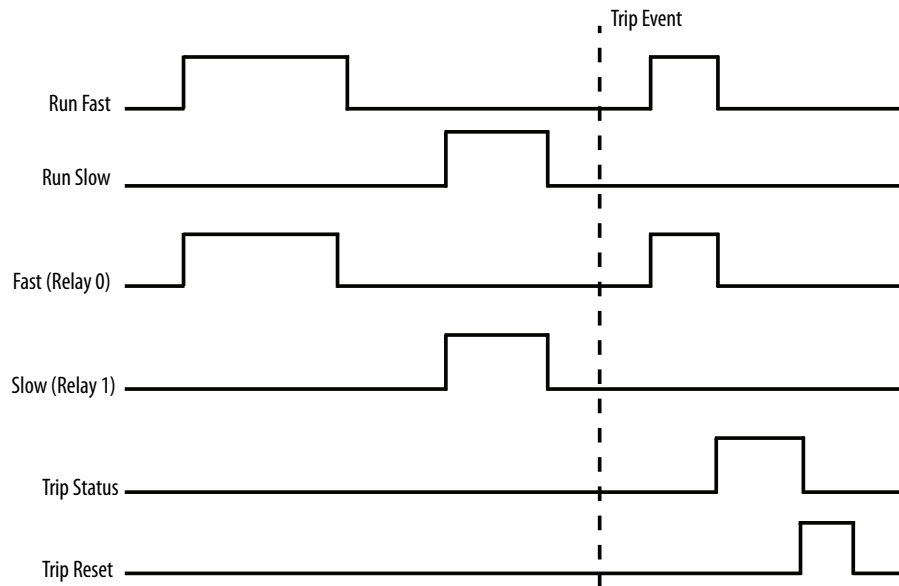 Trip Event
Run Fast
Run Slow
Fast (Relay 0)
Slow (Relay 1)
Trip Status
Trip Reset